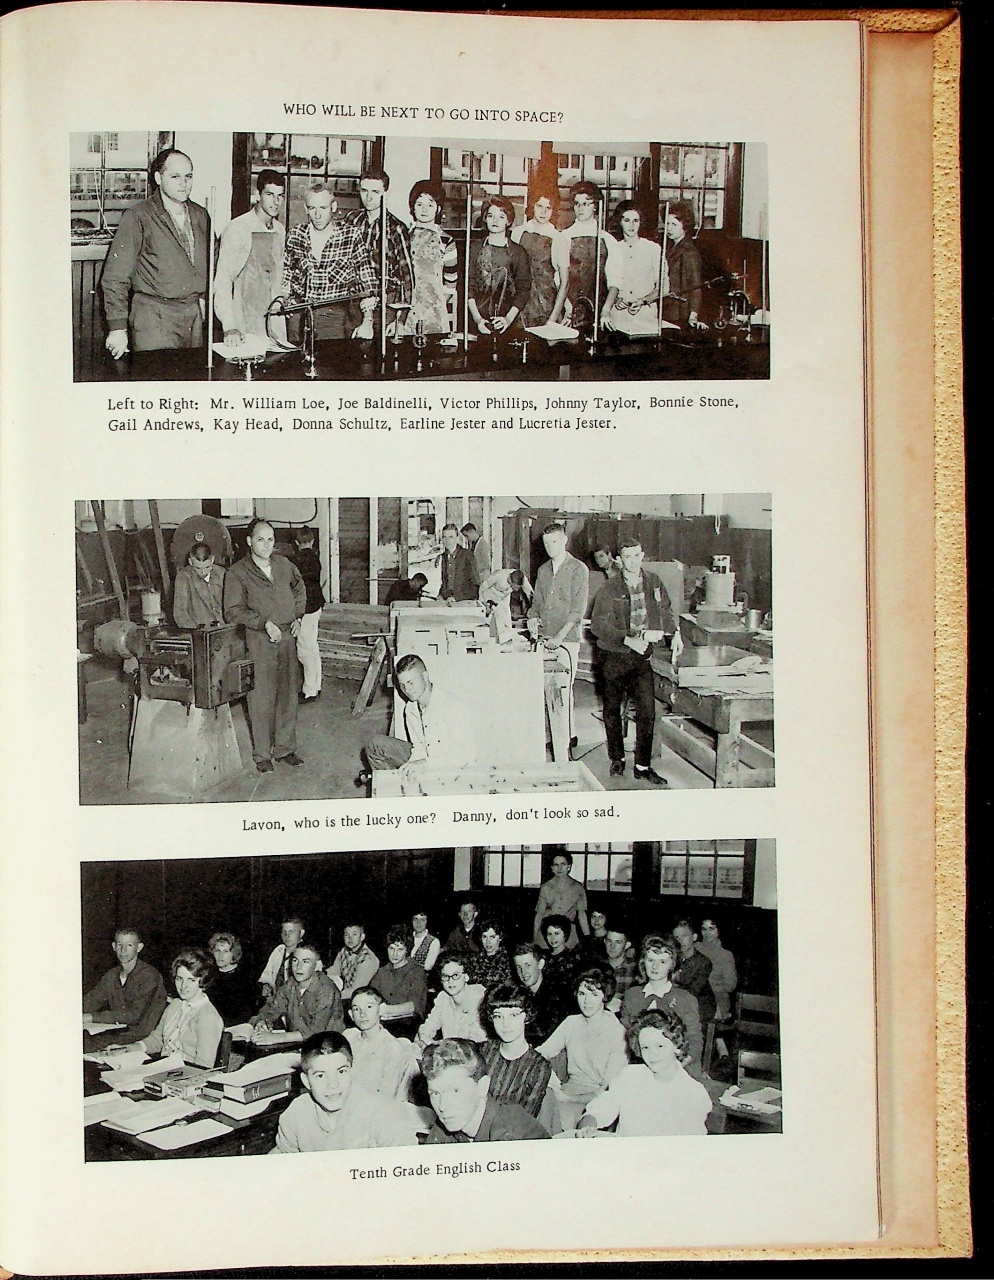 WHO WILL BE NEXT TO GO INTO SPACE?
Left to Right: Mr. William Loe, Joe Baldinelli, Victor Phillips, Johnny Taylor, Bonnie Stone,
Gail Andrews, Kay Head, Donna Schultz, Earline Jester and Lucretia Jester.
Lavon, who is the lucky one? Danny, don't look so sad.
Tenth Grade English Class